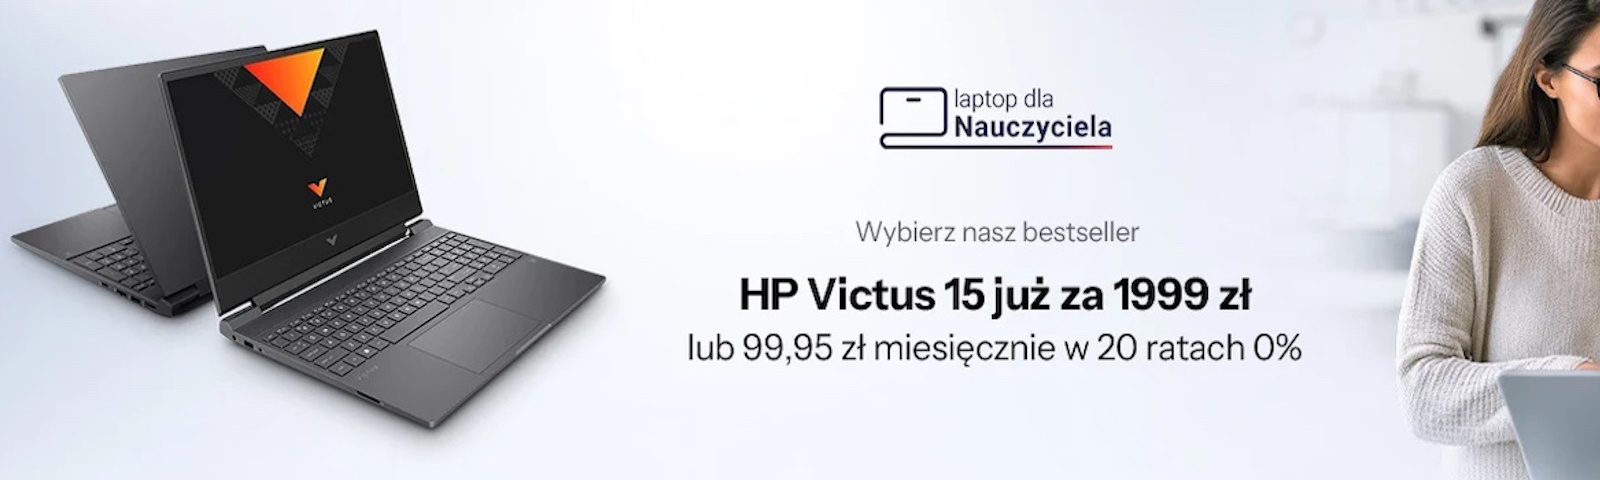 VICTUS
laptop dla
Nauczyciela
Wybierz nasz bestseller
HP Victus 15 już za 1999 zł
lub 99,95 zł miesięcznie w 20 ratach 0%